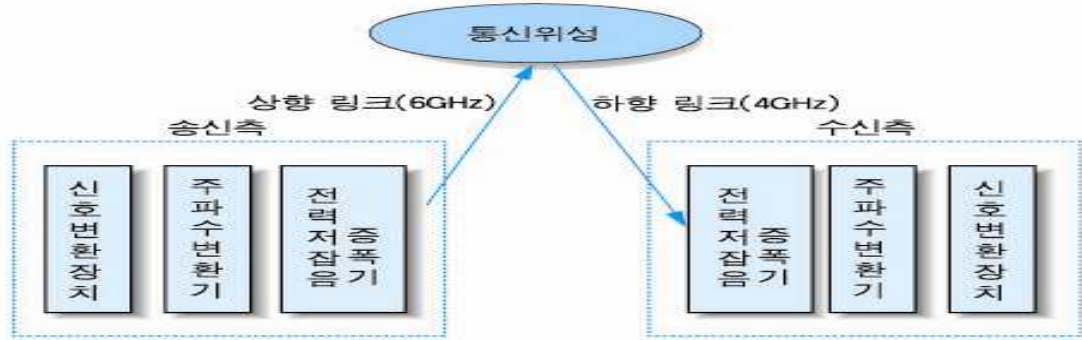 통신위성
상향 링크(6GHz)
하향 링크(4GHz)
송신측
수신측
신호변환장치
주파수변환기
전력저잡음
증폭기
전력저잡음
증폭기
주파수변환기
신호변환장치